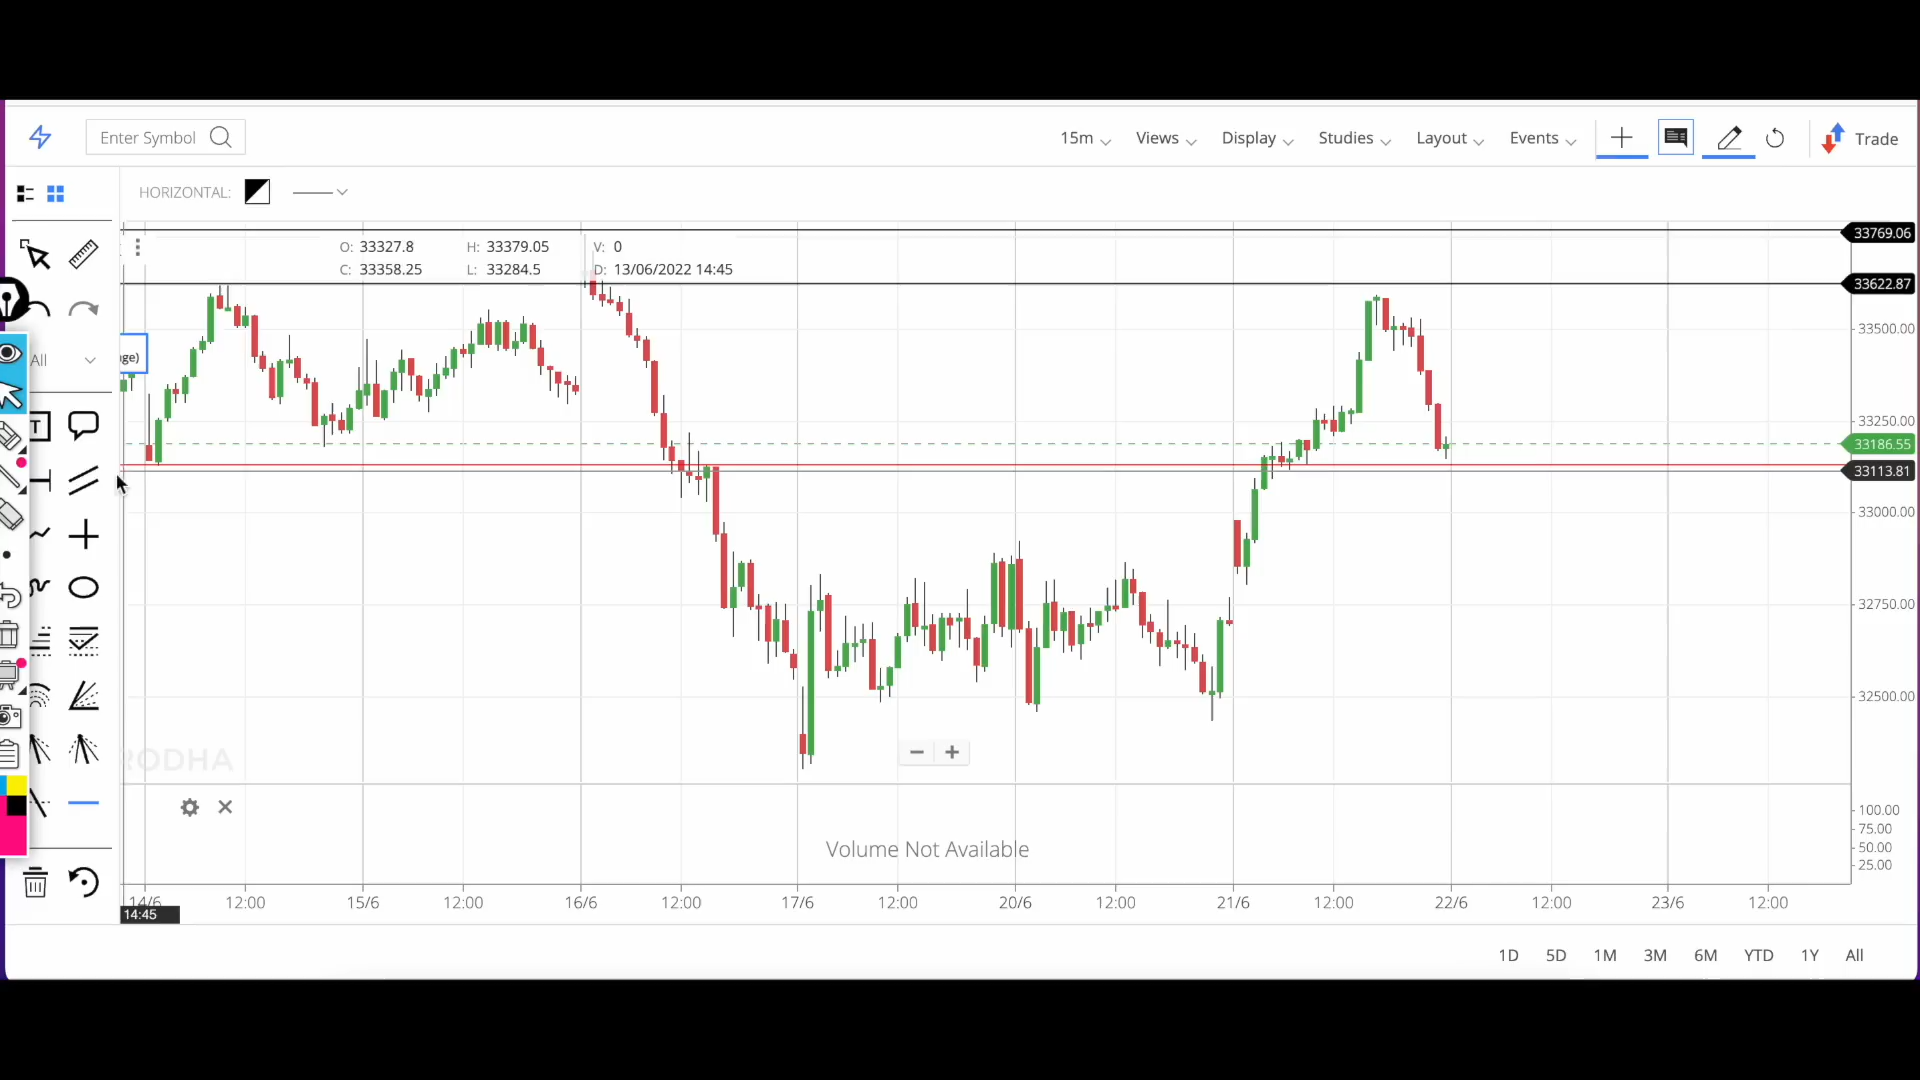 Enter Symbol
15m Views Display Studies Layout Events Trade
HORIZONTAL:
O: 33327.8 H: 33379.05 V: 0
C: 33358.25 L: 33284.5 D: 13/06/2022 14:45
33769.06
33622.87
33500.00
33250.00
33186.55
33113.81
33000.00
32750.00
32500.00
All
ge)
T
RODHA
Volume Not Available
100.00
75.00
50.00
25.00
14/6 12:00 15/6 12:00 16/6 12:00 17/6 12:00 20/6 12:00 21/6 12:00 22/6 12:00 23/6 12:00
14:45
1D 5D 1M 3M 6M YTD 1Y All